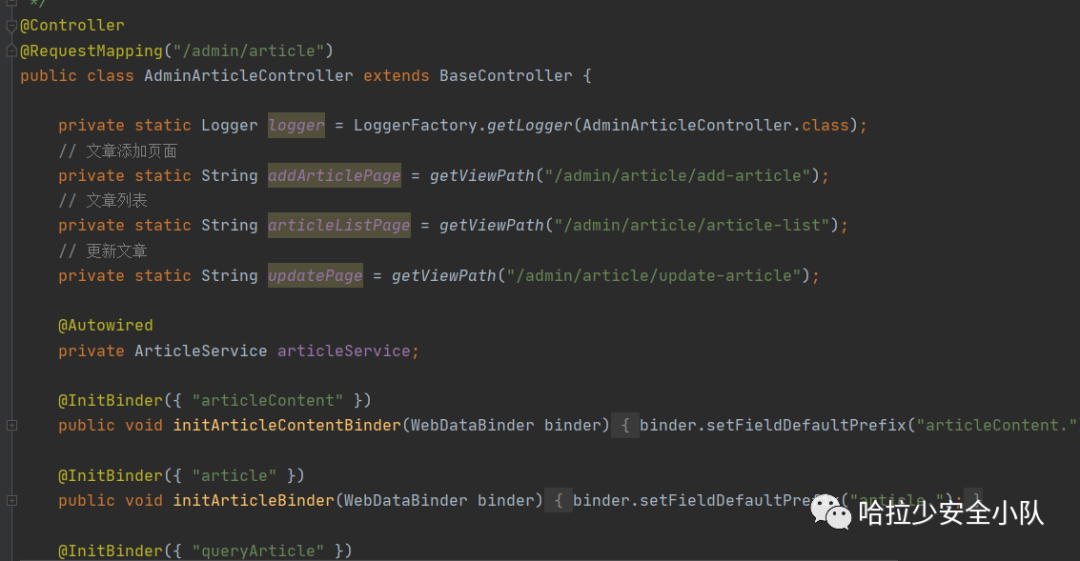 */
@Controller
@RequestMapping("/admin/article")
public class AdminArticleController extends BaseController {
private static Logger logger = LoggerFactory.getLogger(AdminArticleController.class);
// 文章添加页面
private static String addArticlePage = getViewPath("/admin/article/add-article");
// 文章列表
private static String articleListPage = getViewPath("/admin/article/article-list");
// 更新文章
private static String updatePage = getViewPath("/admin/article/update-article");
@Autowired
private ArticleService articleService;
@InitBinder({ "articleContent" })
public void initArticleContentBinder(WebDataBinder binder) { binder.setFieldDefaultPrefix("articleContent."
@InitBinder({ "article" })
public void initArticleBinder(WebDataBinder binder) { binder.setFieldDefaultPrefix("article."); }
哈拉少安全小队
@InitBinder({ "queryArticle" })